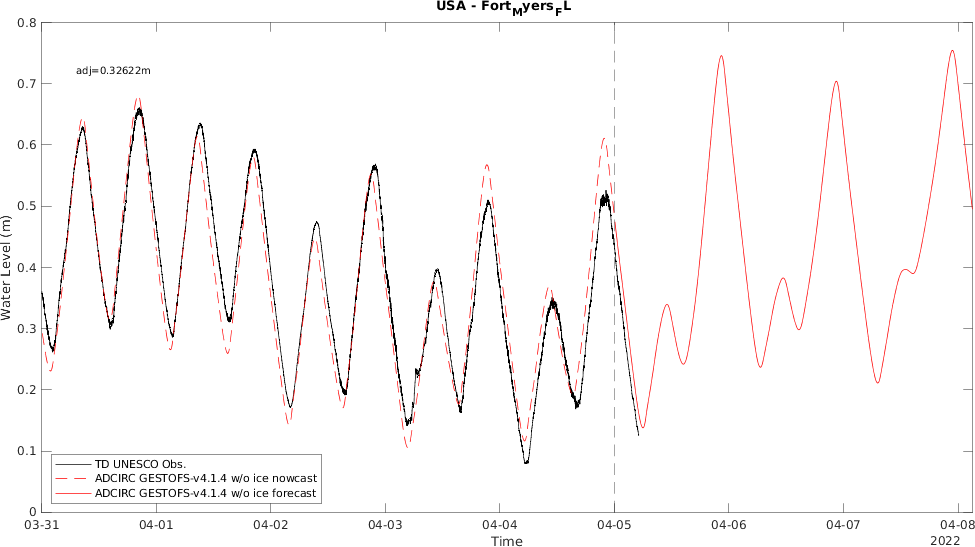 USA - FortMyersFL
adj=0.32622m
0.8
0.7
0.6
0.5
0.4
0.3
0.2
0.1
0
Water Level (m)
TD UNESCO Obs.
ADCIRC GESTOFS-v4.1.4 w/o ice nowcast
ADCIRC GESTOFS-v4.1.4 w/o ice forecast
03-31 04-01 04-02 04-03 04-04 04-05 04-06 04-07 04-08
Time 2022